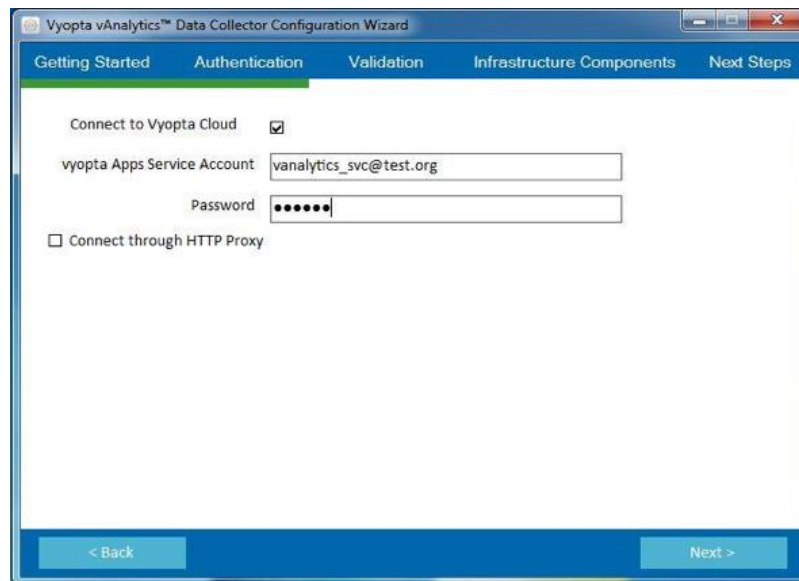 Vyopta vAnalytics™ Data Collector Configuration Wizard
Getting Started Authentication Validation Infrastructure Components Next Steps
Connect to Vyopta Cloud
vyopta Apps Service Account vanalytics_svc@test.org
Password ●●●●●●
Connect through HTTP Proxy
< Back Next >